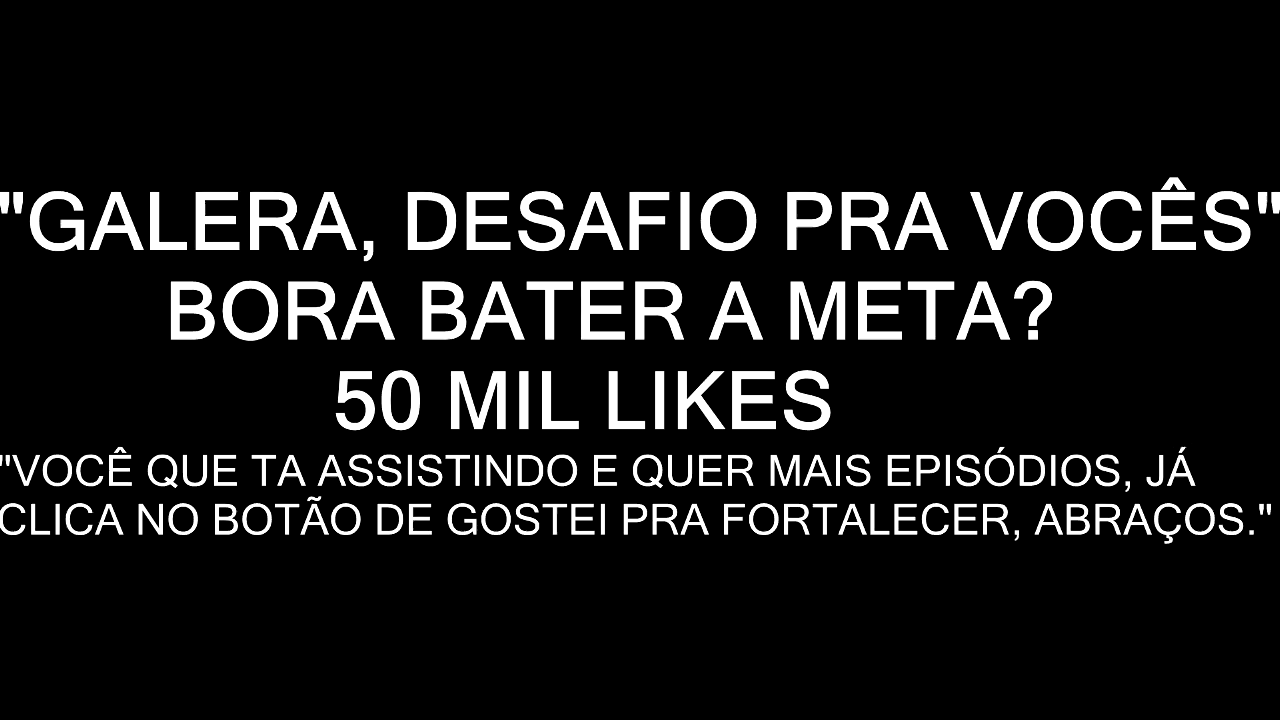 "GALERA, DESAFIO PRA VOCÊS"
BORA BATER A META?
50 MIL LIKES
"VOCÊ QUE TA ASSISTINDO E QUER MAIS EPISÓDIOS, JÁ
CLICA NO BOTÃO DE GOSTEI PRA FORTALECER, ABRAÇOS."